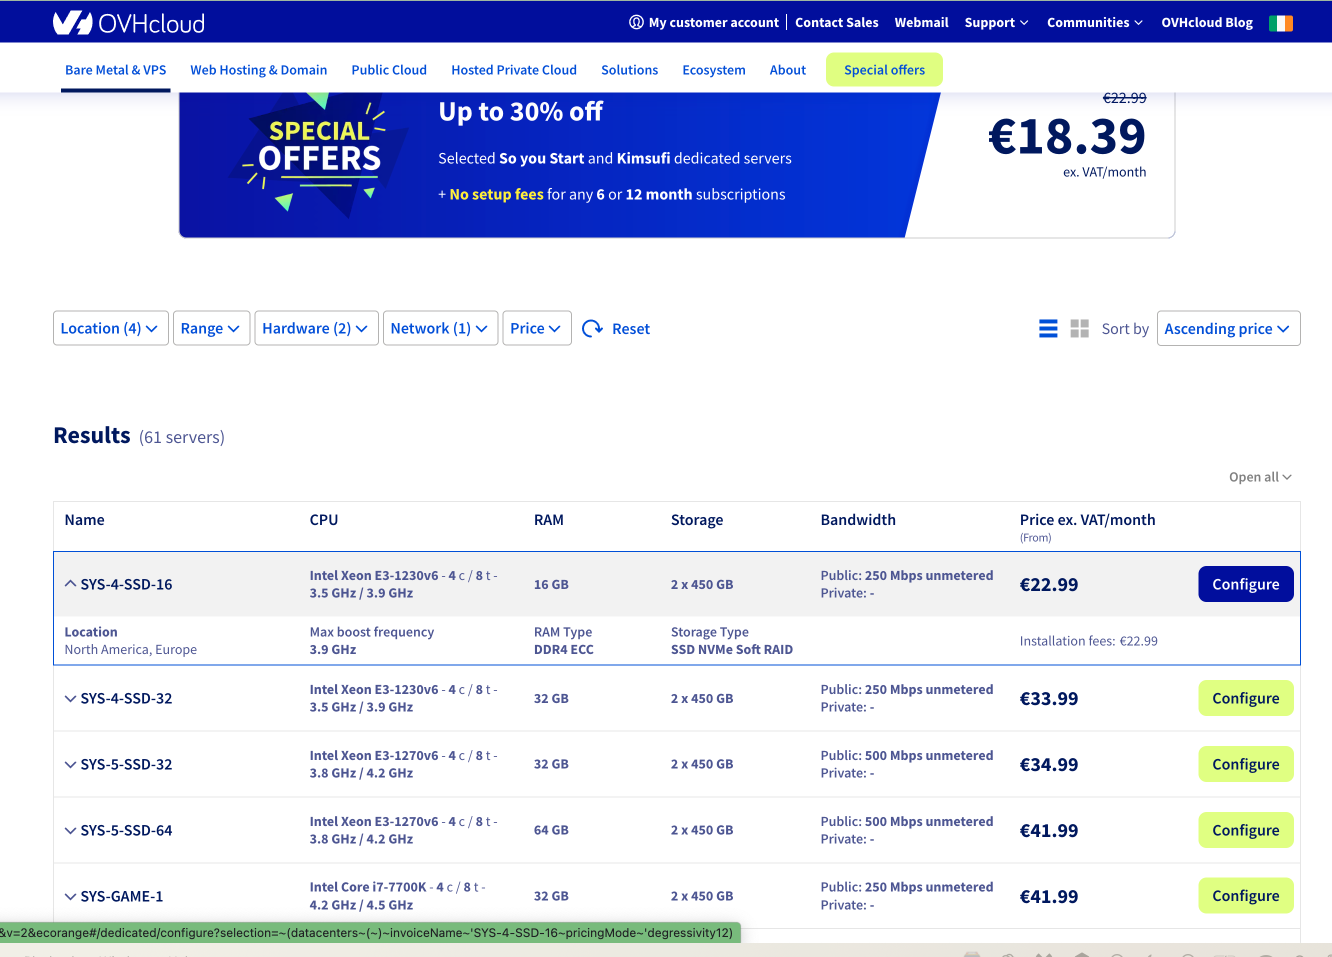 OVHcloud
My customer account
Contact Sales
Webmail
Support
Communities
OVHcloud Blog
Bare Metal & VPS
Web Hosting & Domain
Public Cloud
Hosted Private Cloud
Solutions
Ecosystem
About
Special offers
SPECIAL
OFFERS
Up to 30% off
Selected So you Start and Kimsufi dedicated servers
+ No setup fees for any 6 or 12 month subscriptions
€22.99
€18.39
ex. VAT/month
Location (4)
Range
Hardware (2)
Network (1)
Price
Reset
Sort by
Ascending price
Results (61 servers)
Open all
Name CPU RAM Storage Bandwidth Price ex. VAT/month
(From)
SYS-4-SSD-16
Intel Xeon E3-1230v6 - 4 c / 8 t -
3.5 GHz / 3.9 GHz
16 GB
2 x 450 GB
Public: 250 Mbps unmetered
Private: -
€22.99
Configure
Location
North America, Europe
Max boost frequency
3.9 GHz
RAM Type
DDR4 ECC
Storage Type
SSD NVMe Soft RAID
Installation fees: €22.99
SYS-4-SSD-32
Intel Xeon E3-1230v6 - 4 c / 8 t -
3.5 GHz / 3.9 GHz
32 GB
2 x 450 GB
Public: 250 Mbps unmetered
Private: -
€33.99
Configure
SYS-5-SSD-32
Intel Xeon E3-1270v6 - 4 c / 8 t -
3.8 GHz / 4.2 GHz
32 GB
2 x 450 GB
Public: 500 Mbps unmetered
Private: -
€34.99
Configure
SYS-5-SSD-64
Intel Xeon E3-1270v6 - 4 c / 8 t -
3.8 GHz / 4.2 GHz
64 GB
2 x 450 GB
Public: 500 Mbps unmetered
Private: -
€41.99
Configure
SYS-GAME-1
Intel Core i7-7700K - 4 c / 8 t -
4.2 GHz / 4.5 GHz
32 GB
2 x 450 GB
Public: 250 Mbps unmetered
Private: -
€41.99
Configure
&v=2&ecorange#/dedicated/configure?selection=~(datacenters~(~)~invoiceName~'SYS-4-SSD-16~pricingMode~'degressivity12)